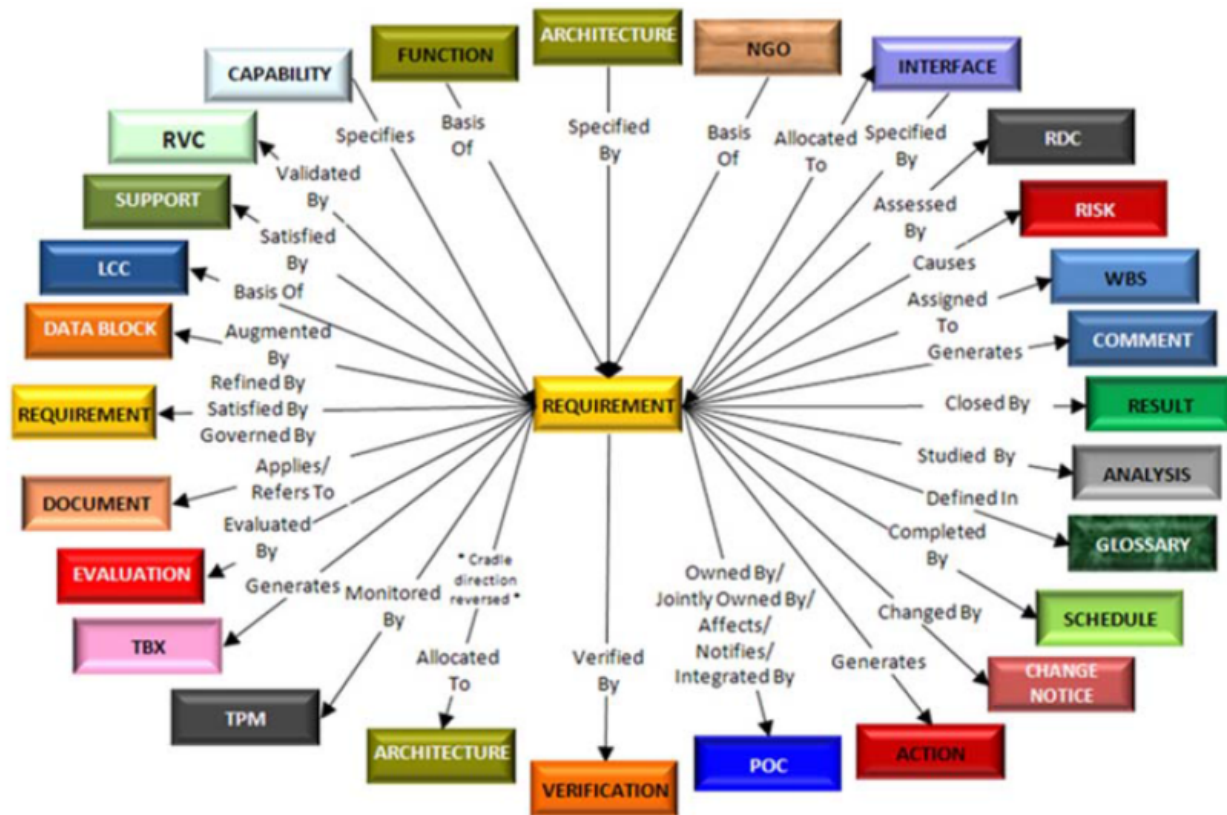 ARCHITECTURE
FUNCTION
NGO
CAPABILITY
INTERFACE
RVC
Specifies
Basis
Of
Specified
By
Basis
Of
Allocated
To
Specified
By
RDC
Validated
By
SUPPORT
Assessed
By
RISK
Satisfied
By
LCC
Basis Of
Causes
WBS
Assigned
To
DATA BLOCK
Augmented
By
Generates
COMMENT
REQUIREMENT
Refined By
Satisfied By
Governed By
REQUIREMENT
Closed By
RESULT
Applies/
Refers To
DOCUMENT
Studied By
ANALYSIS
Defined In
GLOSSARY
Evaluated
By
EVALUATION
Completed
By
SCHEDULE
Generates
TBX
Monitored
By
TPM
* Cradle
direction
reversed *
Allocated
To
ARCHITECTURE
Verified
By
VERIFICATION
Owned By/
Jointly Owned By/
Affects/
Notifies/
Integrated By
POC
Generates
ACTION
Changed By
CHANGE
NOTICE